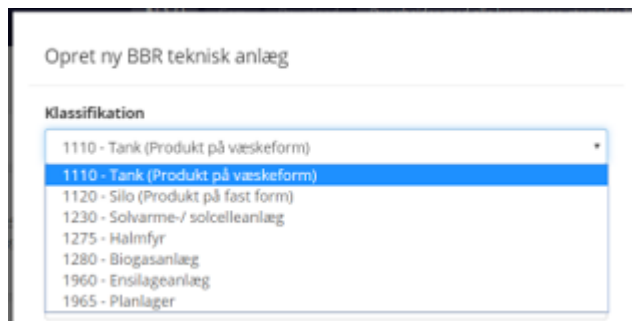 Opret ny BBR teknisk anlæg
Klassifikation
1110 - Tank (Produkt på væskeform)
1110 - Tank (Produkt på væskeform)
1120 - Silo (Produkt på fast form)
1230 - Solvarme-/ solcelleanlæg
1275 - Halmfyr
1280 - Biogasanlæg
1960 - Ensilageanlæg
1965 - Planlager